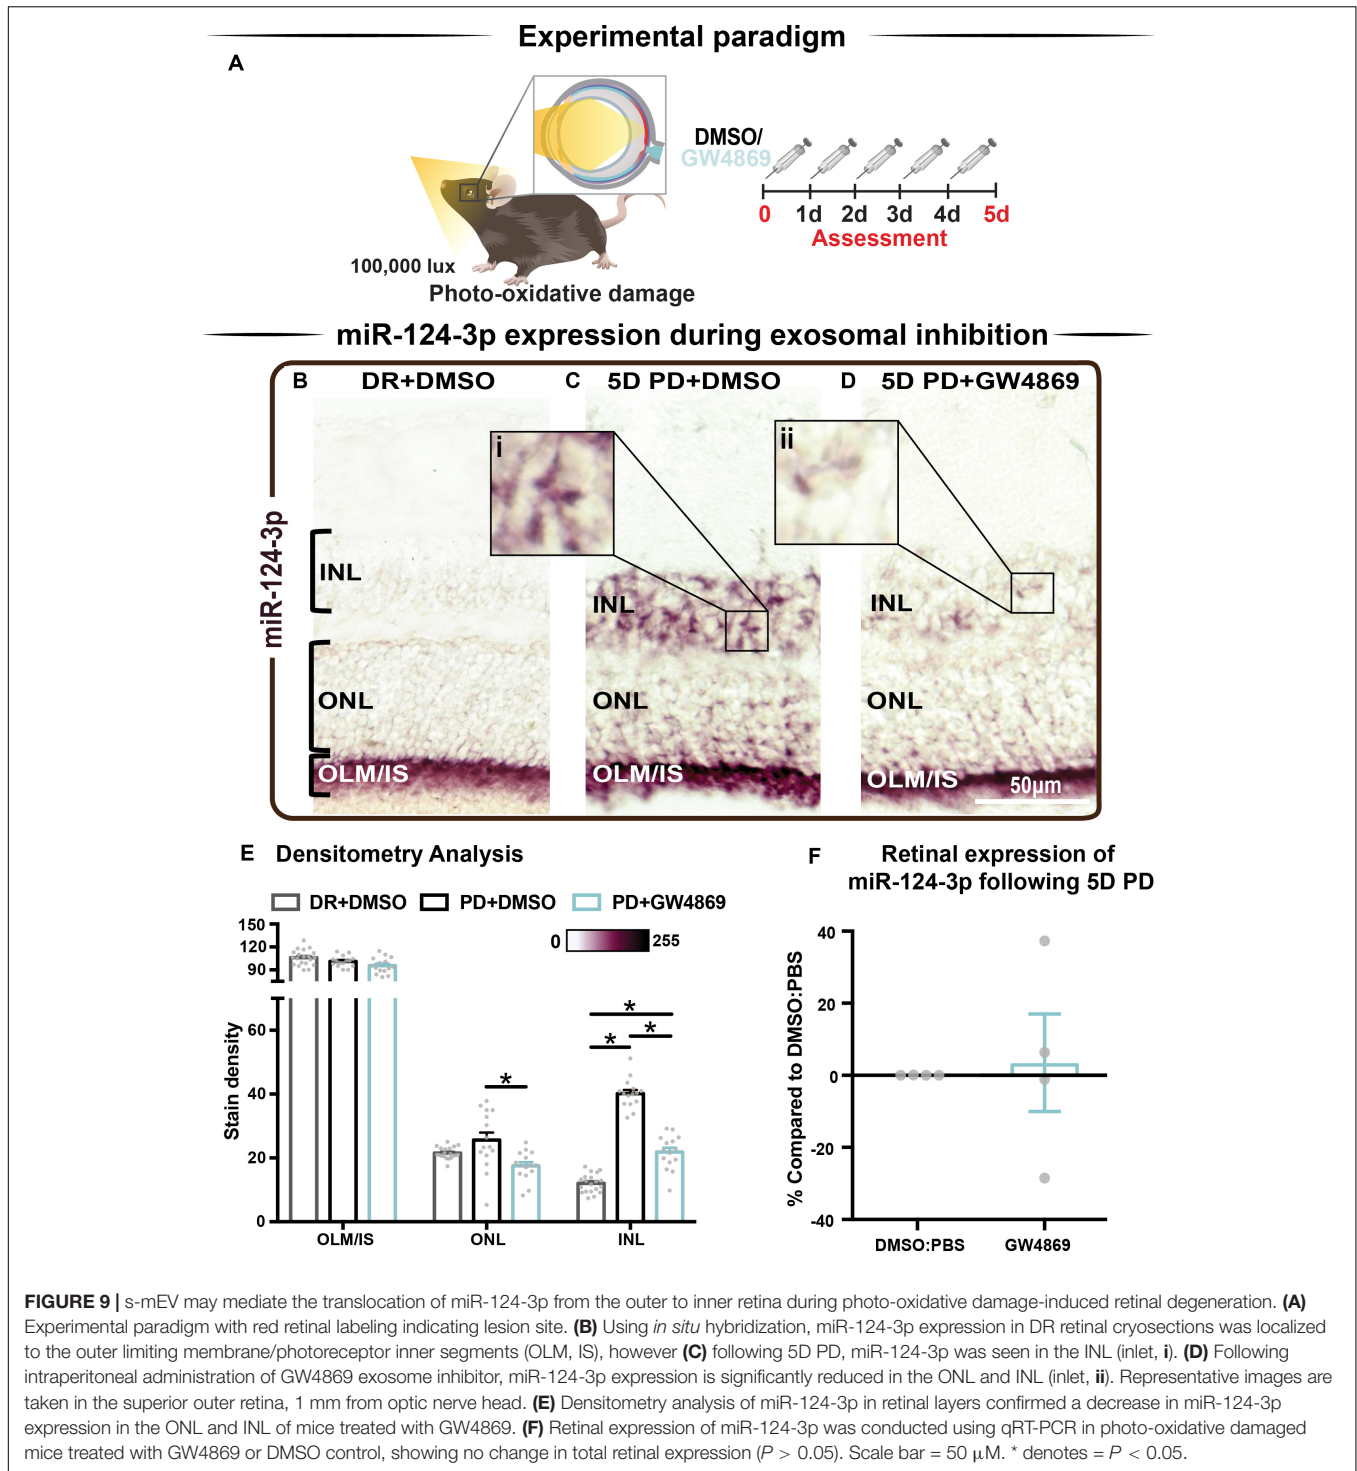 Experimental paradigm
A
DMSO/
GW4869
0 1d 2d 3d 4d 5d
Assessment
100,000 lux
Photo-oxidative damage
miR-124-3p expression during exosomal inhibition
B DR+DMSO C 5D PD+DMSO D 5D PD+GW4869
miR-124-3p
i
ii
INL
INL
INL
ONL
ONL
ONL
OLM/IS
OLM/IS
OLM/IS
50µm
E Densitometry Analysis
DR+DMSO PD+DMSO PD+GW4869
0 255
Stain density
150
120
90
60
40
20
0
*
*
*
*
OLM/IS ONL INL
F Retinal expression of
miR-124-3p following 5D PD
% Compared to DMSO:PBS
40
20
0
-20
-40
DMSO:PBS GW4869
FIGURE 9 | s-mEV may mediate the translocation of miR-124-3p from the outer to inner retina during photo-oxidative damage-induced retinal degeneration. (A)
Experimental paradigm with red retinal labeling indicating lesion site. (B) Using in situ hybridization, miR-124-3p expression in DR retinal cryosections was localized
to the outer limiting membrane/photoreceptor inner segments (OLM, IS), however (C) following 5D PD, miR-124-3p was seen in the INL (inlet, i). (D) Following
intraperitoneal administration of GW4869 exosome inhibitor, miR-124-3p expression is significantly reduced in the ONL and INL (inlet, ii). Representative images are
taken in the superior outer retina, 1 mm from optic nerve head. (E) Densitometry analysis of miR-124-3p in retinal layers confirmed a decrease in miR-124-3p
expression in the ONL and INL of mice treated with GW4869. (F) Retinal expression of miR-124-3p was conducted using qRT-PCR in photo-oxidative damaged
mice treated with GW4869 or DMSO control, showing no change in total retinal expression (P > 0.05). Scale bar = 50 µM. * denotes = P < 0.05.